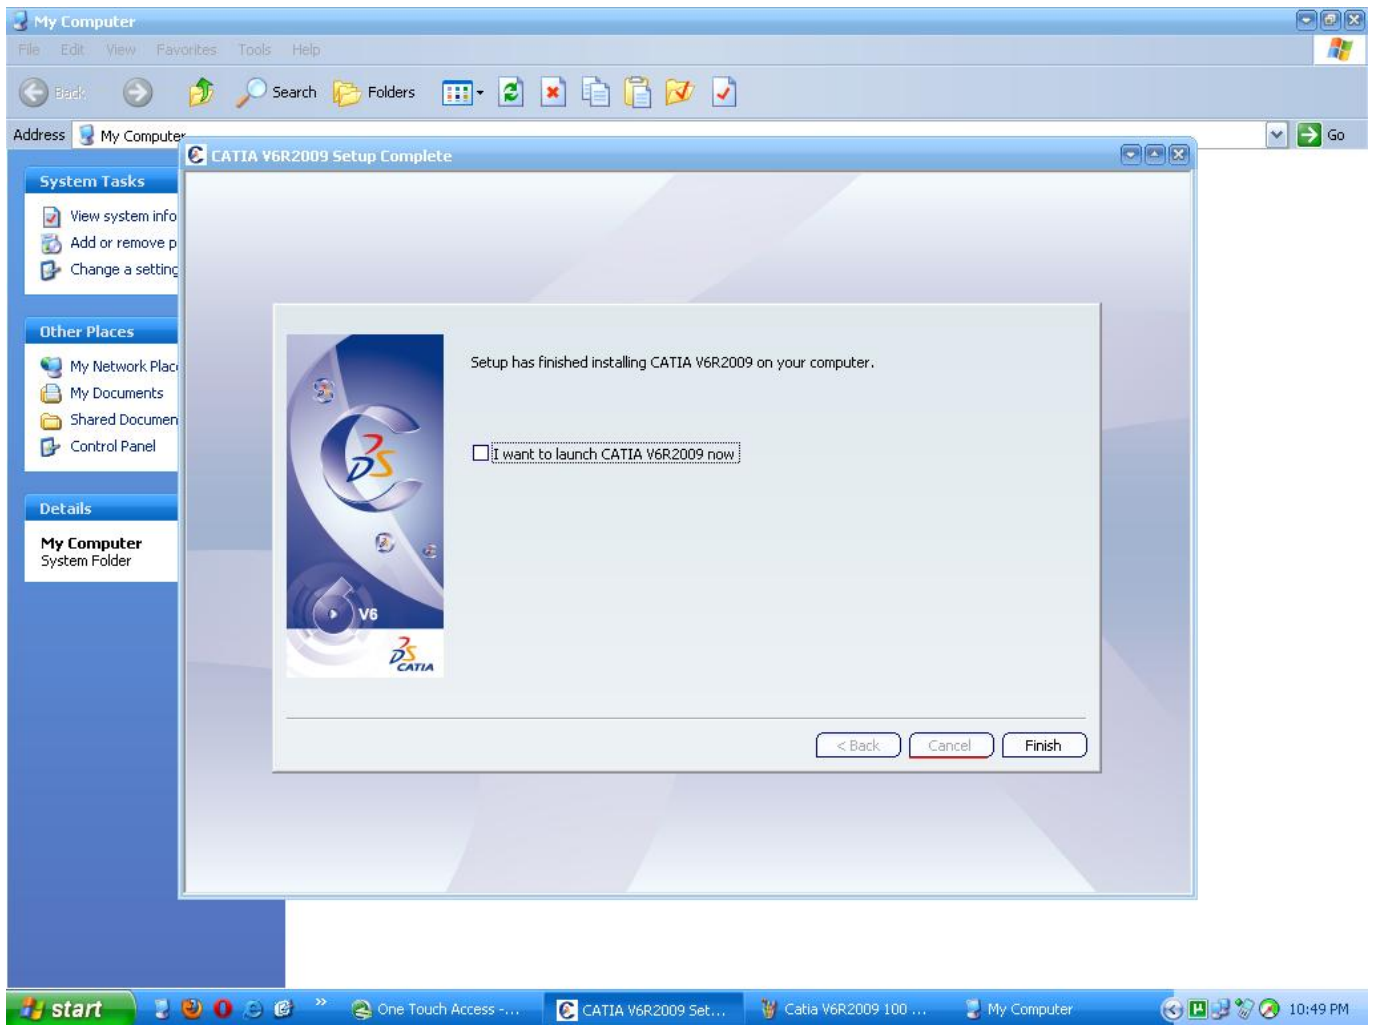 My Computer
File Edit View Favorites Tools Help
Back Search Folders
Address My Computer Go
CATIA V6R2009 Setup Complete
System Tasks
View system info
Add or remove p
Change a setting
Other Places
My Network Plac
My Documents
Shared Documen
Control Panel
Details
My Computer
System Folder
Setup has finished installing CATIA V6R2009 on your computer.
I want to launch CATIA V6R2009 now
V6
DS
CATIA
< Back Cancel Finish
start » One Touch Access -... CATIA V6R2009 Set... Catia V6R2009 100 ... My Computer 10:49 PM